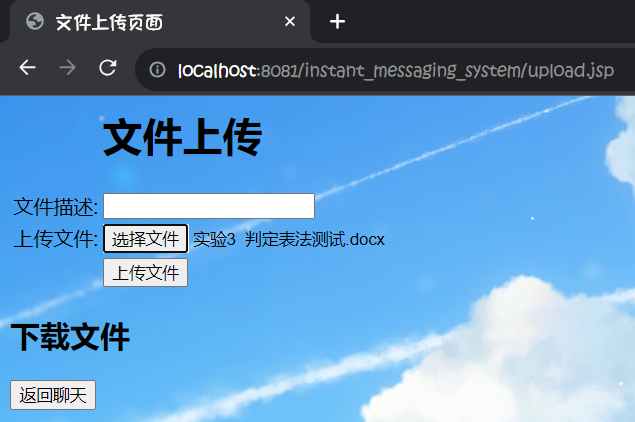 文件上传页面
localhost:8081/instant_messaging_system/upload.jsp
文件上传
文件描述:
上传文件: 选择文件 实验3 判定表法测试.docx
上传文件
下载文件
返回聊天